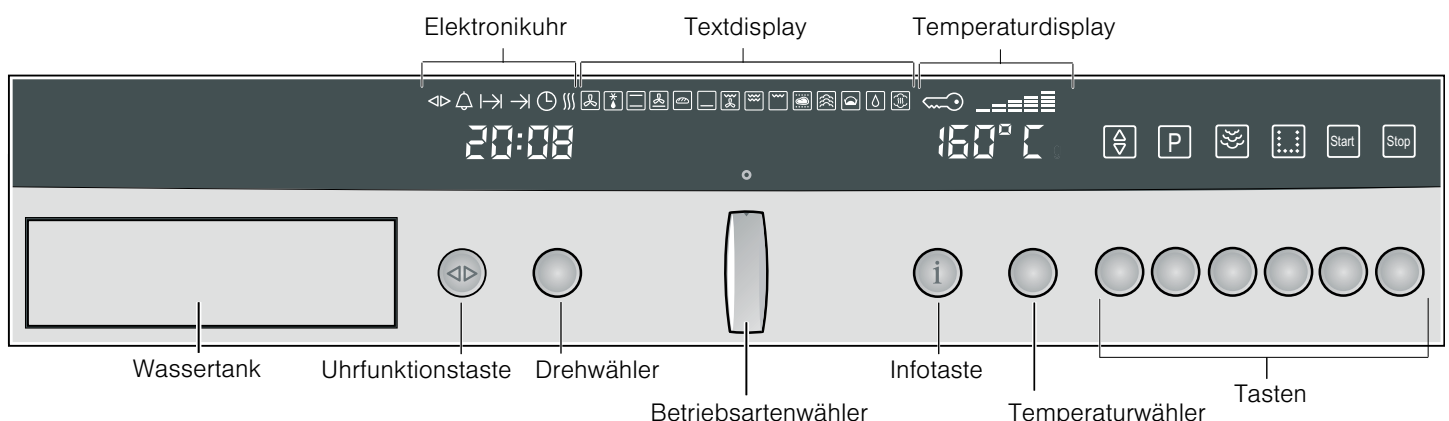 Elektronikuhr Textdisplay Temperaturdisplay
20:08 160°C
P Start Stop
i
Wassertank Uhrfunktionstaste Drehwähler Infotaste
Tasten
Betriebsartenwähler Temperaturwähler